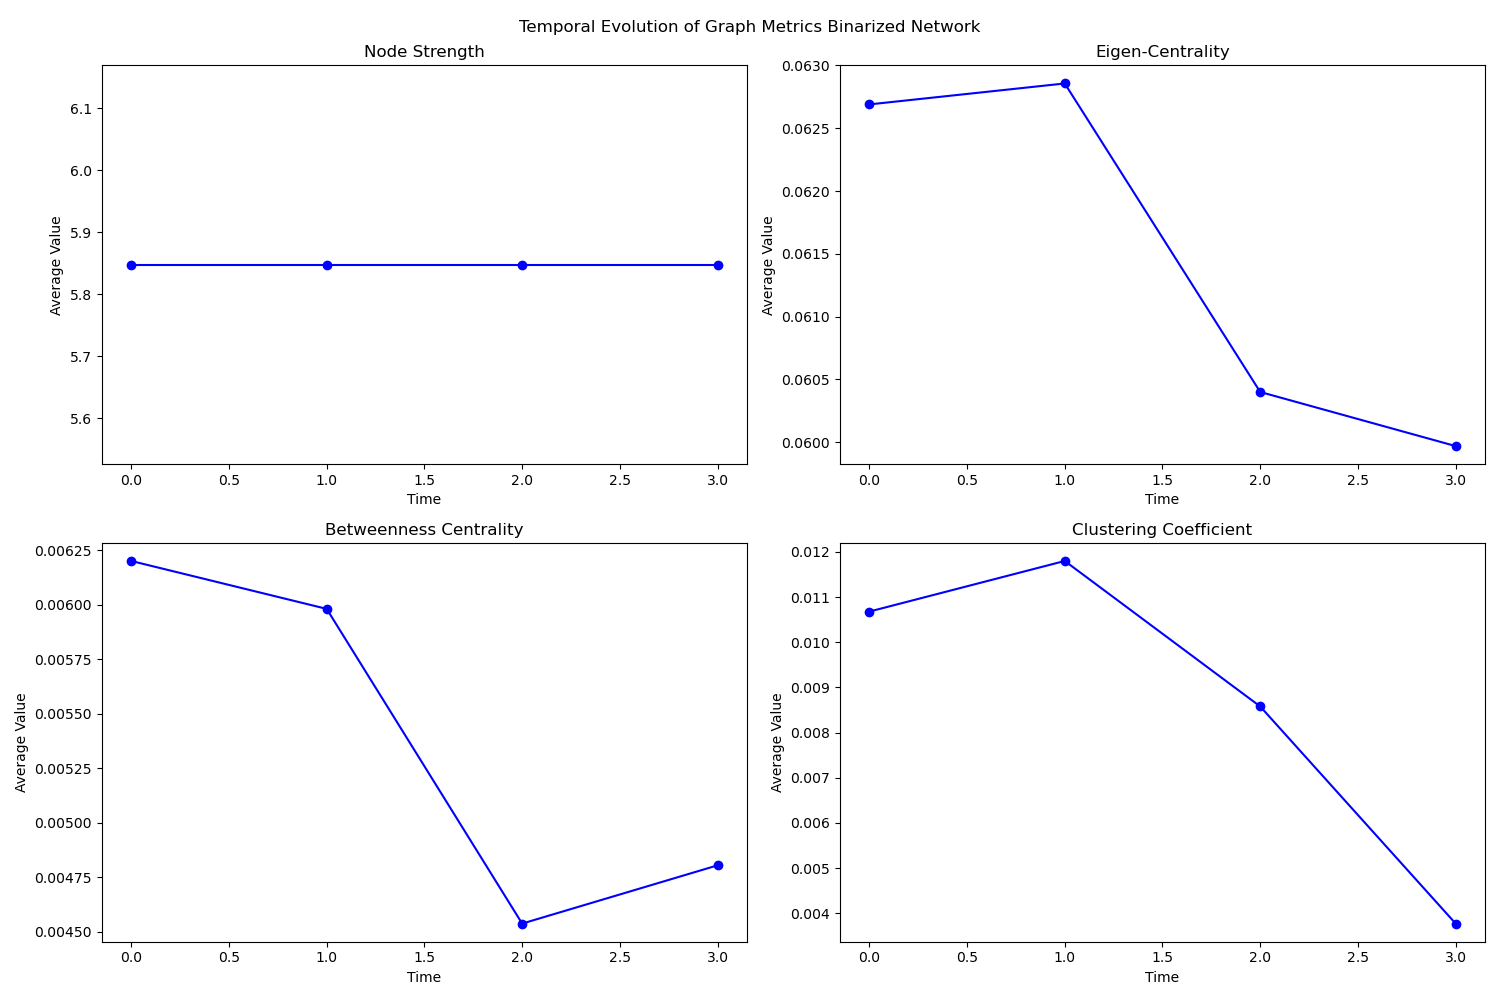 Temporal Evolution of Graph Metrics Binarized Network
Node Strength
Average Value
6.1
6.0
5.9
5.8
5.7
5.6
0.0 0.5 1.0 1.5 2.0 2.5 3.0
Time
Eigen-Centrality
Average Value
0.0630
0.0625
0.0620
0.0615
0.0610
0.0605
0.0600
0.0 0.5 1.0 1.5 2.0 2.5 3.0
Time
Betweenness Centrality
Average Value
0.00625
0.00600
0.00575
0.00550
0.00525
0.00500
0.00475
0.00450
0.0 0.5 1.0 1.5 2.0 2.5 3.0
Time
Clustering Coefficient
Average Value
0.012
0.011
0.010
0.009
0.008
0.007
0.006
0.005
0.004
0.0 0.5 1.0 1.5 2.0 2.5 3.0
Time